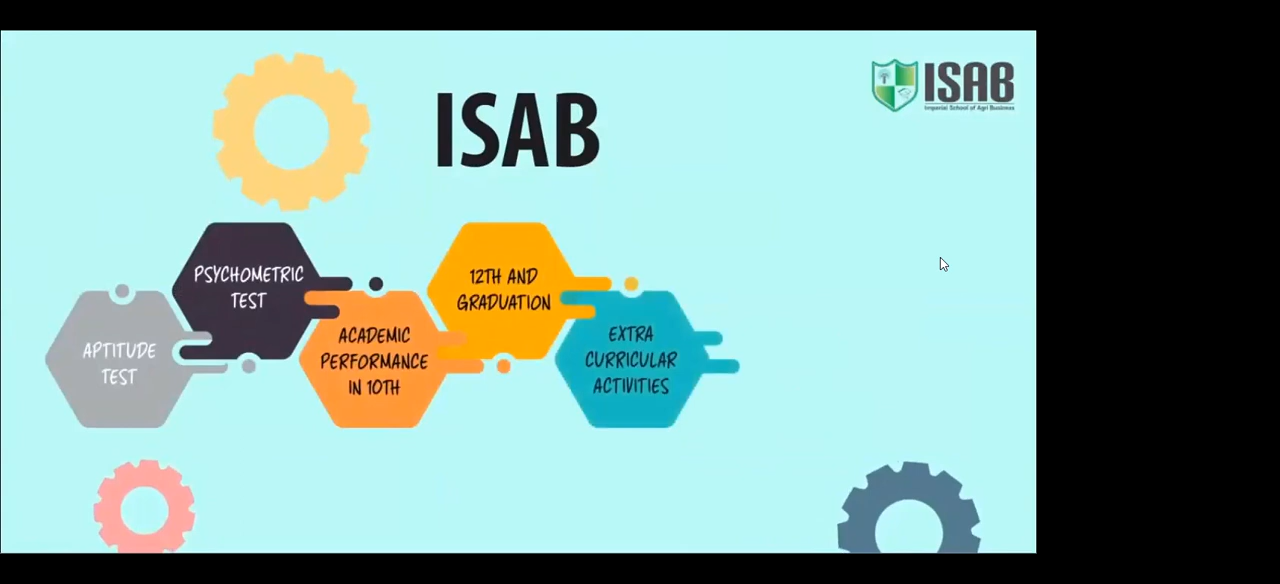 ISAB
ISAB
Imperial School of Agri Business
PSYCHOMETRIC
TEST
12TH AND
GRADUATION
APTITUDE
TEST
ACADEMIC
PERFORMANCE
IN 10TH
EXTRA
CURRICULAR
ACTIVITIES